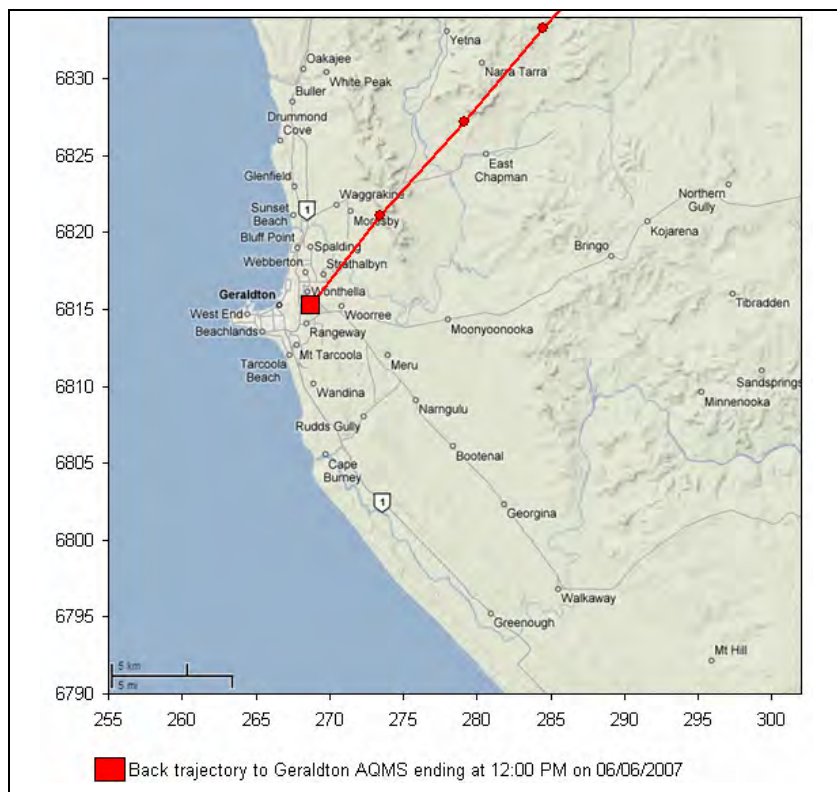 6830
6825
6820
6815
6810
6805
6800
6795
6790
Yetna
Oakajee
White Peak
Nanna Tarra
Buller
Drummond
Cove
East
Chapman
Glenfield
Waggrakine
Northern
Gully
1
Sunset
Beach
Moresby
Kojarena
Bluff Point
Spalding
Bringo
Webberton
Strathalbyn
Geraldton
Wonthella
Tibradden
West End
Woorree
Beachlands
Rangeway
Moonyoonooka
Mt Tarcoola
Tarcoola
Beach
Meru
Sandsprings
Wandina
Minnenooka
Narngulu
Rudds Gully
Bootenal
Cape
Burney
1
Georgina
Walkaway
Greenough
Mt Hill
5 km
5 mi
255 260 265 270 275 280 285 290 295 300
Back trajectory to Geraldton AQMS ending at 12:00 PM on 06/06/2007